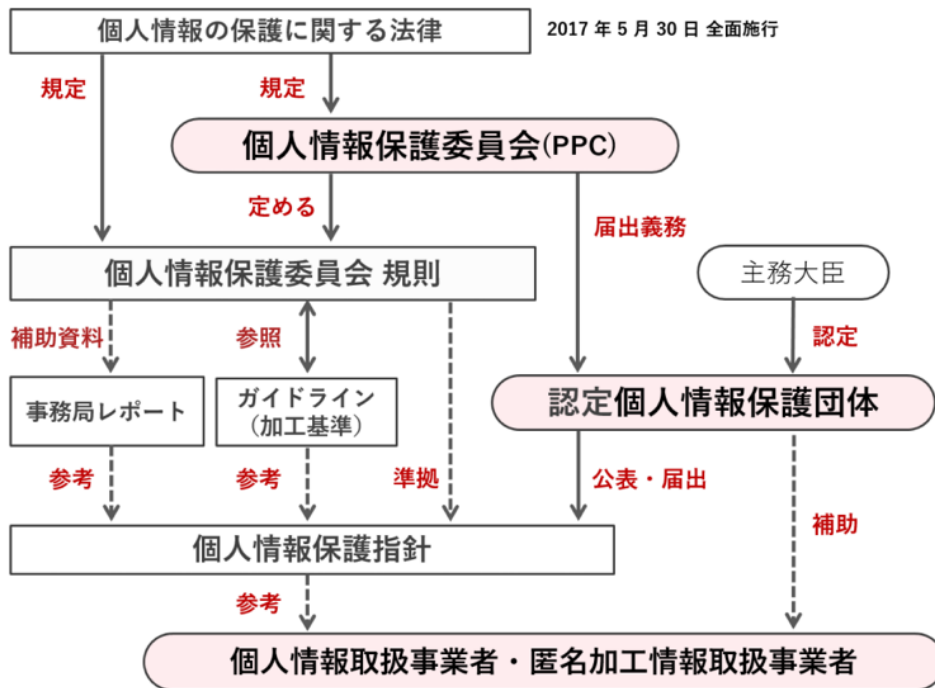 個人情報の保護に関する法律
2017 年 5 月 30 日 全面施行
規定
規定
個人情報保護委員会(PPC)
定める
届出義務
個人情報保護委員会 規則
主務大臣
補助資料
参照
認定
事務局レポート
ガイドライン
(加工基準)
認定個人情報保護団体
参考
参考
準拠
公表・届出
補助
個人情報保護指針
参考
個人情報取扱事業者・匿名加工情報取扱事業者